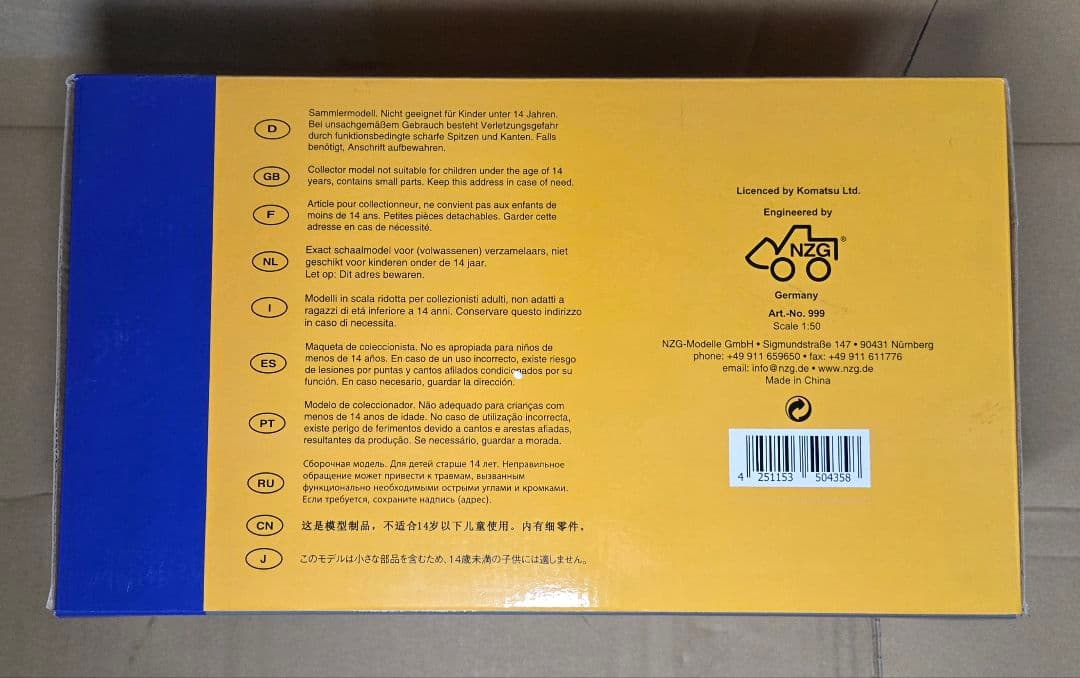 D
Sammlermodell. Nicht geeignet für Kinder unter 14 Jahren.
Bei unsachgemäßem Gebrauch besteht Verletzungsgefahr
durch funktionsbedingte scharfe Spitzen und Kanten. Falls
benötigt, Anschrift aufbewahren.
GB
Collector model not suitable for children under the age of 14
years, contains small parts. Keep this address in case of need.
F
Article pour collectionneur, ne convient pas aux enfants de
moins de 14 ans. Petites pièces detachables. Garder cette
adresse en cas de nécessité.
NL
Exact schaalmodel voor (volwassenen) verzamelaars, niet
geschikt voor kinderen onder de 14 jaar.
Let op: Dit adres bewaren.
I
Modelli in scala ridotta per collezionisti adulti, non adatti a
ragazzi di etá inferiore a 14 anni. Conservare questo indirizzo
in caso di necessita.
ES
Maqueta de coleccionista. No es apropiada para niños de
menos de 14 años. En caso de un uso incorrecto, existe riesgo
de lesiones por puntas y cantos afilados condicionados por su
función. En caso necesario, guardar la dirección.
PT
Modelo de coleccionador. Não adequado para crianças com
menos de 14 anos de idade. No caso de utilização incorrecta,
existe perigo de ferimentos devido a cantos e arestas afiadas,
resultantes da produção. Se necessário, guardar a morada.
RU
Сборочная модель. Для детей старше 14 лет. Неправильное
обращение может привести к травмам, вызванным
функционально необходимыми острыми углами и кромками.
Если требуется, сохраните надпись (адрес).
CN
这是模型制品，不适合14岁以下儿童使用。内有细零件。
J
このモデルは小さな部品を含むため、14歳未満の子供には適しません。
Licenced by Komatsu Ltd.
Engineered by
NZG®
Germany
Art.-No. 999
Scale 1:50
NZG-Modelle GmbH • Sigmundstraße 147 • 90431 Nürnberg
phone: +49 911 659650 • fax: +49 911 611776
email: info@nzg.de • www.nzg.de
Made in China
4 251153 504358